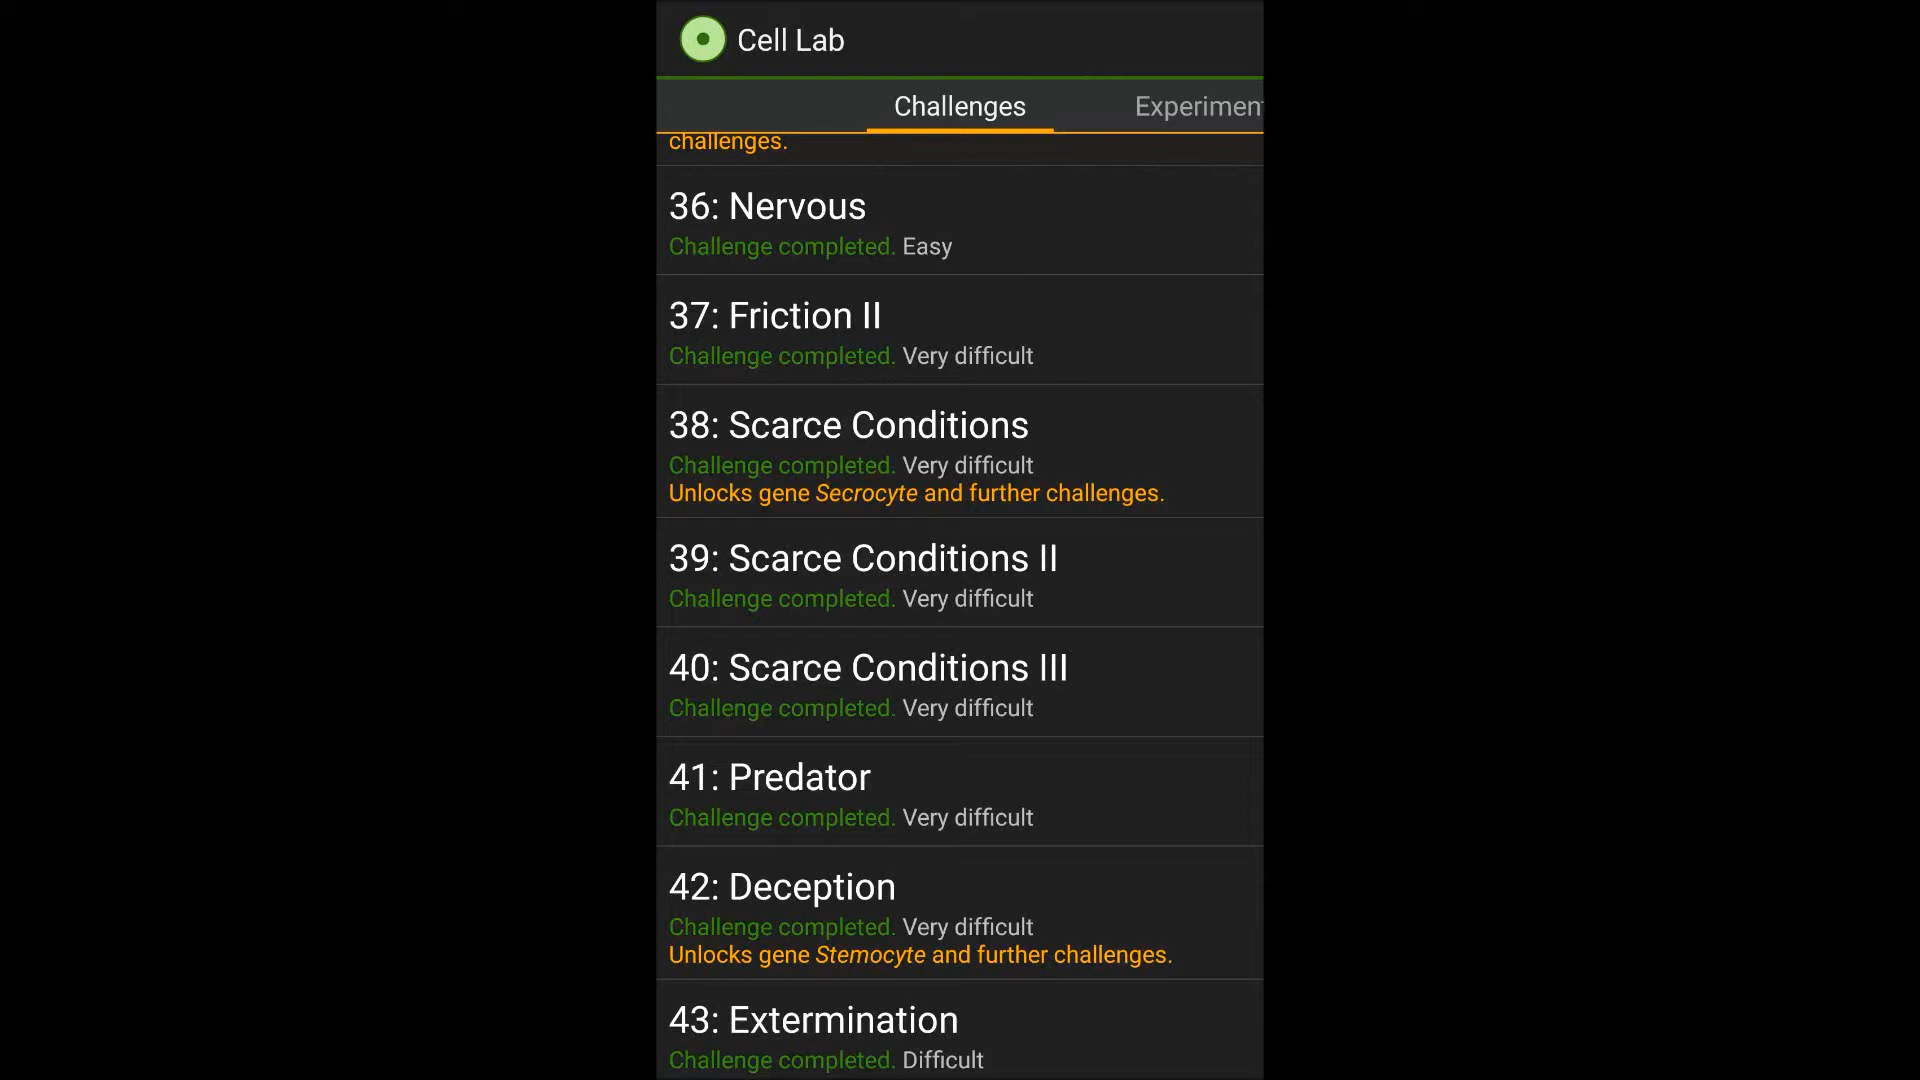 Cell Lab
Challenges
Experimen
challenges.
36: Nervous
Challenge completed. Easy
37: Friction II
Challenge completed. Very difficult
38: Scarce Conditions
Challenge completed. Very difficult
Unlocks gene Secrocyte and further challenges.
39: Scarce Conditions II
Challenge completed. Very difficult
40: Scarce Conditions III
Challenge completed. Very difficult
41: Predator
Challenge completed. Very difficult
42: Deception
Challenge completed. Very difficult
Unlocks gene Stemocyte and further challenges.
43: Extermination
Challenge completed. Difficult